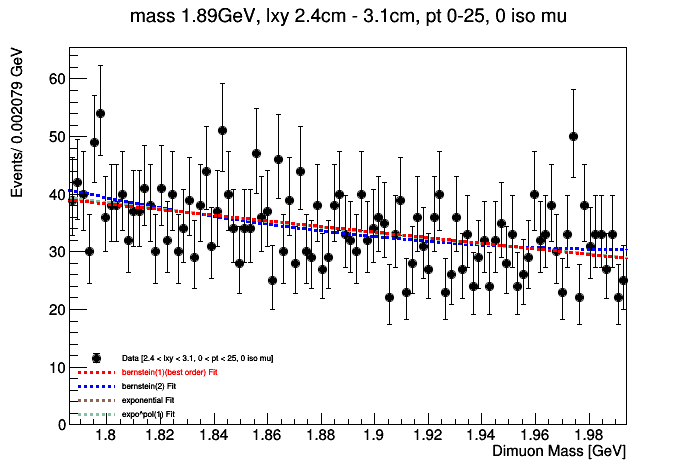 mass 1.89GeV, lxy 2.4cm - 3.1cm, pt 0-25, 0 iso mu
Events/ 0.002079 GeV
60
50
40
30
20
10
0
Data [2.4 < lxy < 3.1, 0 < pt < 25, 0 iso mu]
bernstein(1)(best order) Fit
bernstein(2) Fit
exponential Fit
expo*pol(1) Fit
1.8 1.82 1.84 1.86 1.88 1.9 1.92 1.94 1.96 1.98
Dimuon Mass [GeV]